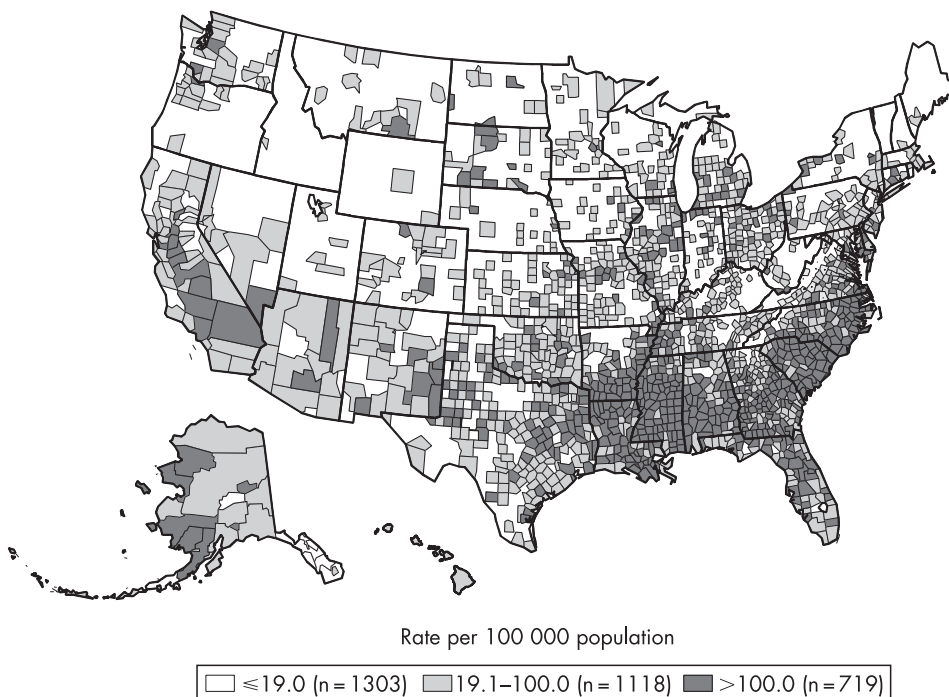 Rate per 100 000 population
⩽19.0 (n = 1303) 19.1–100.0 (n = 1118) >100.0 (n = 719)